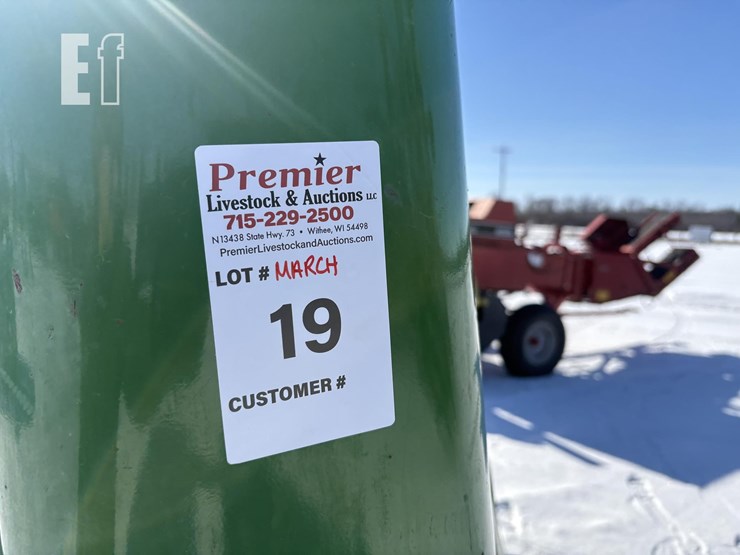 Ef
Premier
Livestock & Auctions LLC
715-229-2500
N13438 State Hwy. 73 • Withee, WI 54498
PremierLivestockandAuctions.com
LOT # MARCH
19
CUSTOMER #